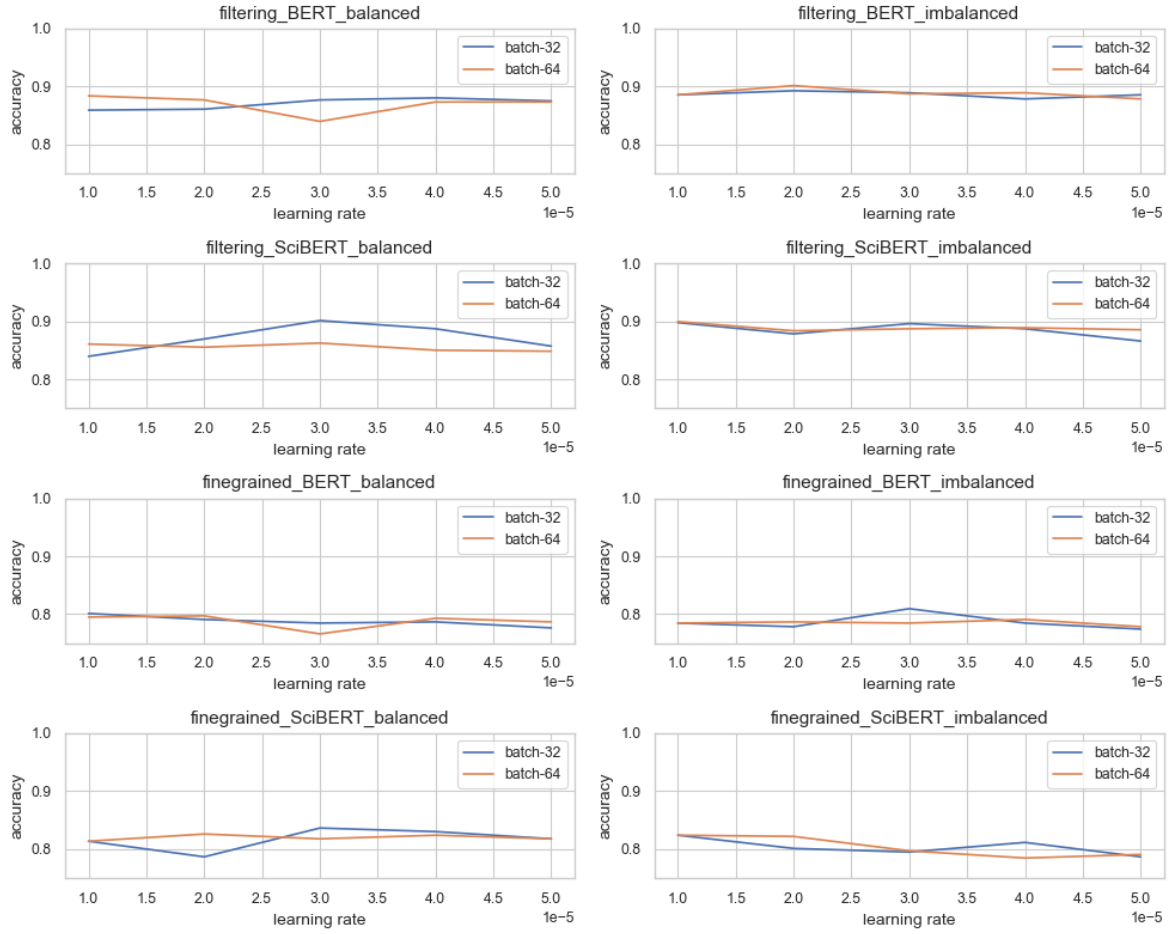 filtering_BERT_balanced
1.0
0.9
0.8
accuracy
batch-32
batch-64
1.0 1.5 2.0 2.5 3.0 3.5 4.0 4.5 5.0
learning rate
1e−5
filtering_BERT_imbalanced
1.0
0.9
0.8
accuracy
batch-32
batch-64
1.0 1.5 2.0 2.5 3.0 3.5 4.0 4.5 5.0
learning rate
1e−5
filtering_SciBERT_balanced
1.0
0.9
0.8
accuracy
batch-32
batch-64
1.0 1.5 2.0 2.5 3.0 3.5 4.0 4.5 5.0
learning rate
1e−5
filtering_SciBERT_imbalanced
1.0
0.9
0.8
accuracy
batch-32
batch-64
1.0 1.5 2.0 2.5 3.0 3.5 4.0 4.5 5.0
learning rate
1e−5
finegrained_BERT_balanced
1.0
0.9
0.8
accuracy
batch-32
batch-64
1.0 1.5 2.0 2.5 3.0 3.5 4.0 4.5 5.0
learning rate
1e−5
finegrained_BERT_imbalanced
1.0
0.9
0.8
accuracy
batch-32
batch-64
1.0 1.5 2.0 2.5 3.0 3.5 4.0 4.5 5.0
learning rate
1e−5
finegrained_SciBERT_balanced
1.0
0.9
0.8
accuracy
batch-32
batch-64
1.0 1.5 2.0 2.5 3.0 3.5 4.0 4.5 5.0
learning rate
1e−5
finegrained_SciBERT_imbalanced
1.0
0.9
0.8
accuracy
batch-32
batch-64
1.0 1.5 2.0 2.5 3.0 3.5 4.0 4.5 5.0
learning rate
1e−5